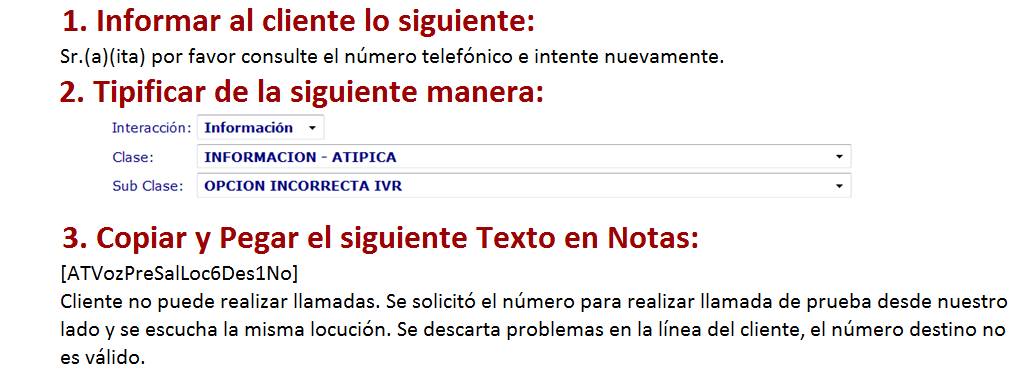 1. Informar al cliente lo siguiente:
Sr.(a)(ita) por favor consulte el número telefónico e intente nuevamente.
2. Tipificar de la siguiente manera:
Interacción: Información
Clase: INFORMACION - ATIPICA
Sub Clase: OPCION INCORRECTA IVR
3. Copiar y Pegar el siguiente Texto en Notas:
[ATVozPreSalLoc6Des1No]
Cliente no puede realizar llamadas. Se solicitó el número para realizar llamada de prueba desde nuestro
lado y se escucha la misma locución. Se descarta problemas en la línea del cliente, el número destino no
es válido.